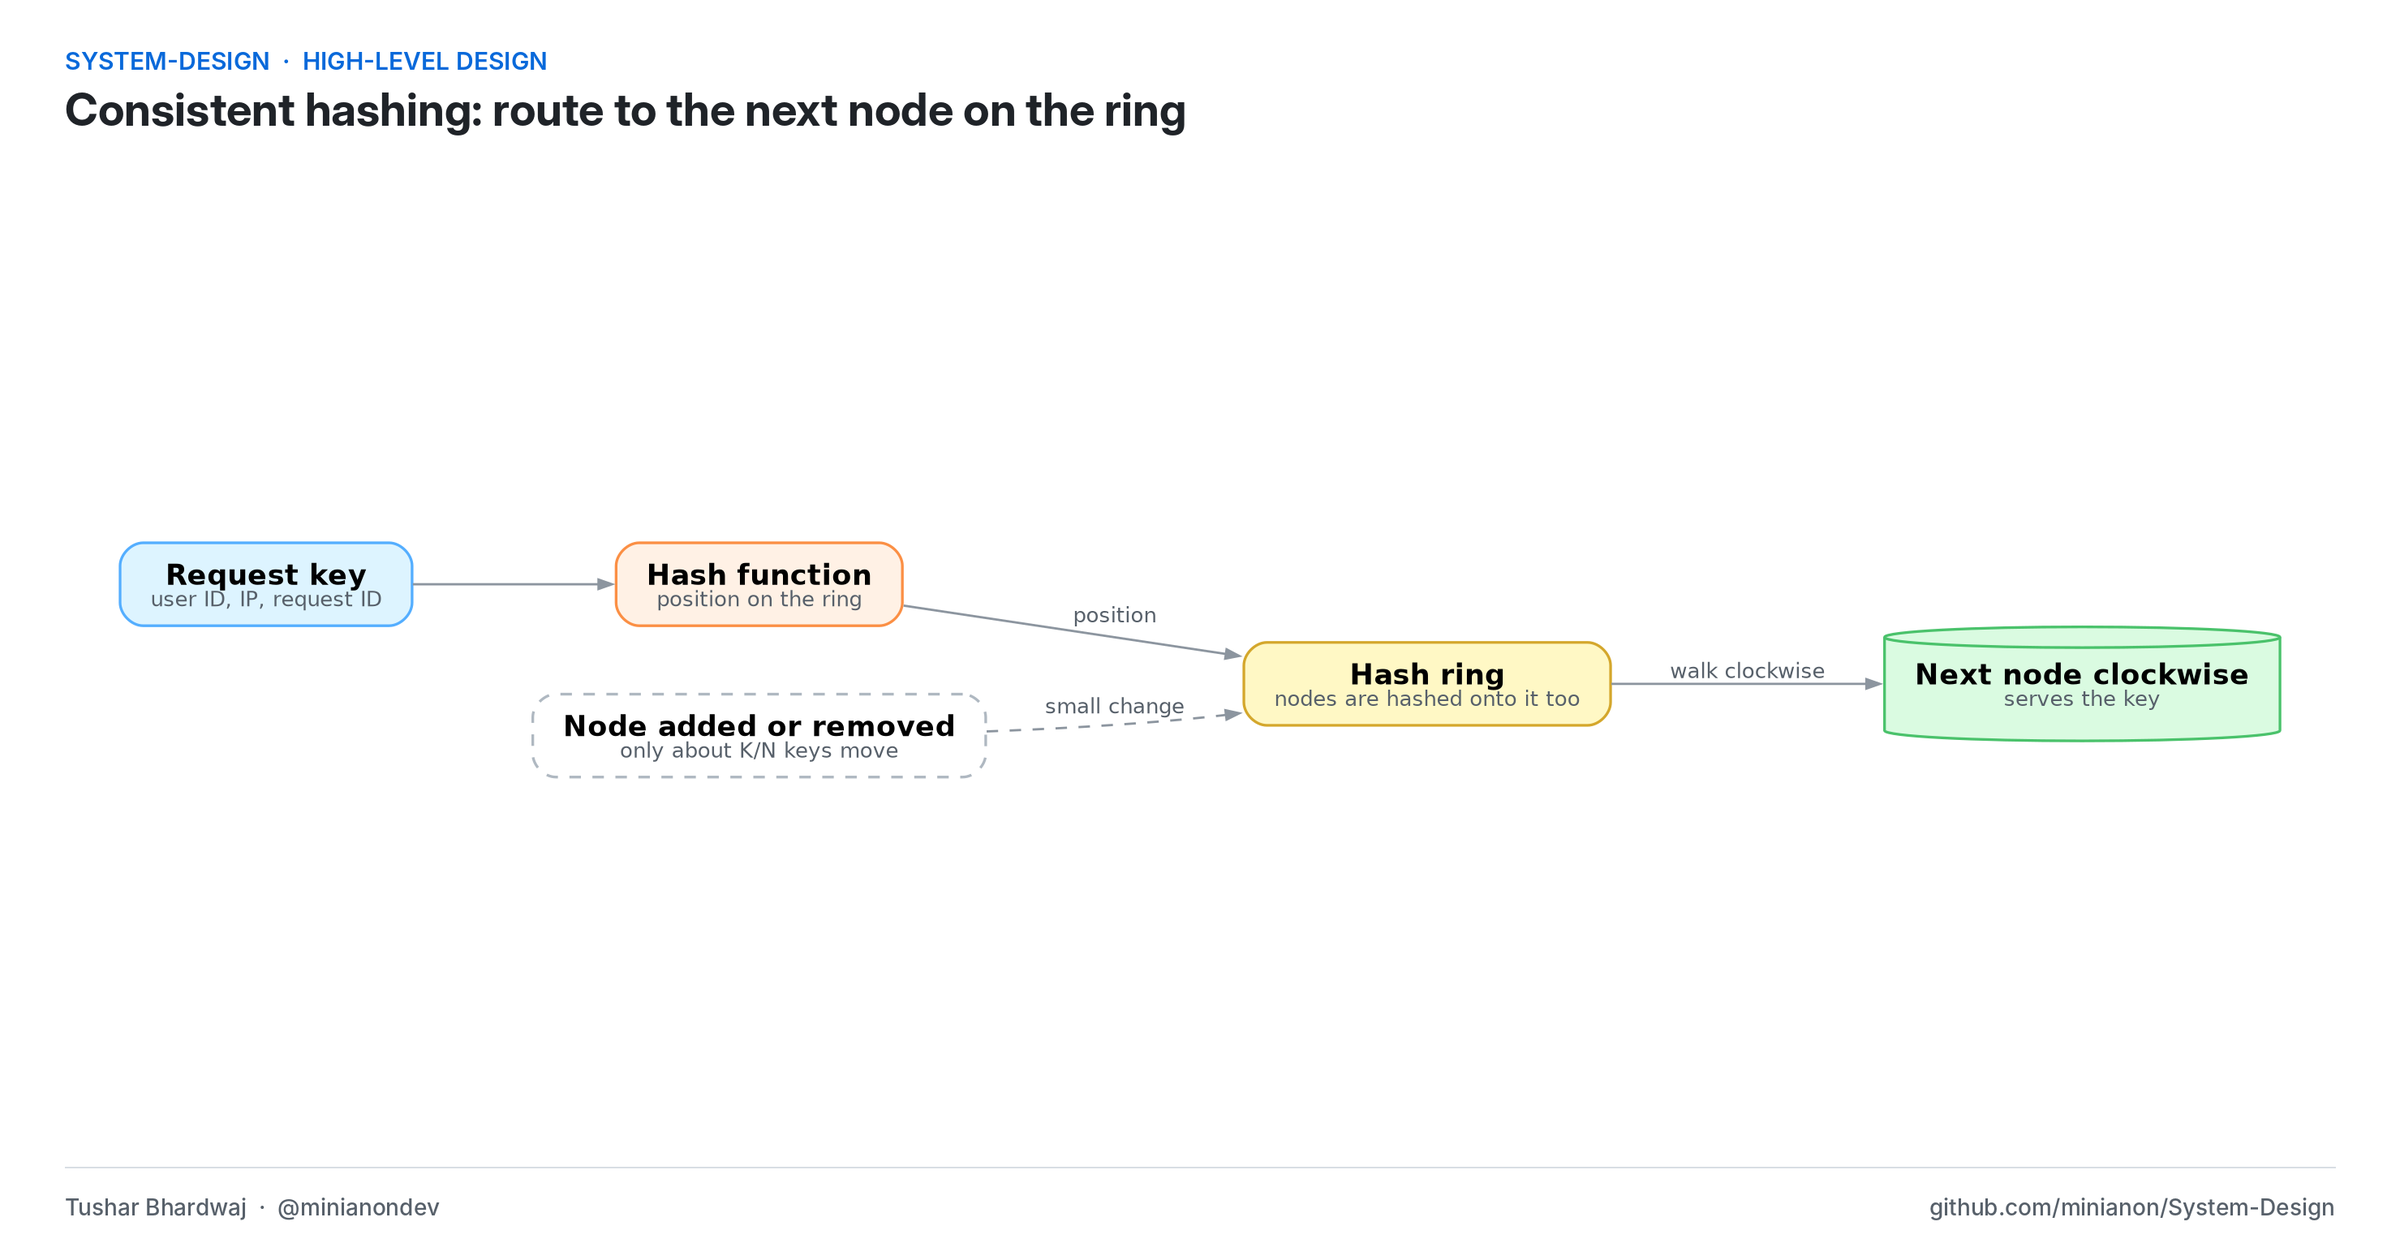 SYSTEM-DESIGN · HIGH-LEVEL DESIGN
Consistent hashing: route to the next node on the ring
Request key
user ID, IP, request ID
Hash function
position on the ring
position
Node added or removed
only about K/N keys move
small change
Hash ring
nodes are hashed onto it too
walk clockwise
Next node clockwise
serves the key
Tushar Bhardwaj · @minianondev
github.com/minianon/System-Design